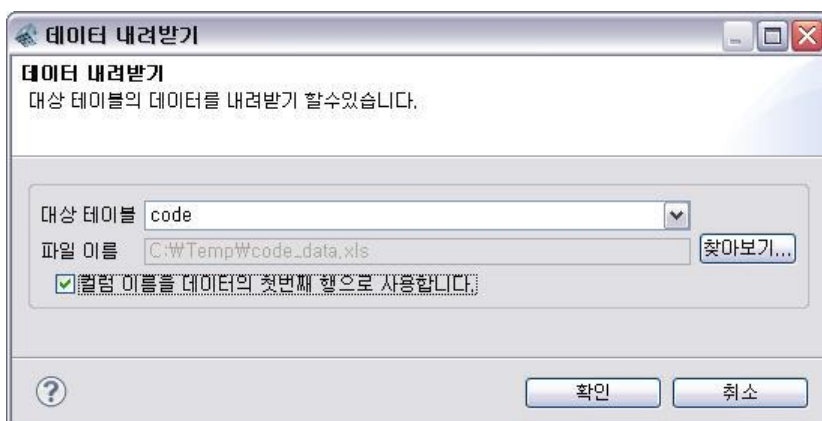 데이터 내려받기
데이터 내려받기
대상 테이블의 데이터를 내려받기 할수있습니다.
대상 테이블 code
파일 이름 C:₩Temp₩code_data.xls 찾아보기...
컬럼 이름을 데이터의 첫번째 행으로 사용합니다.
? 확인 취소